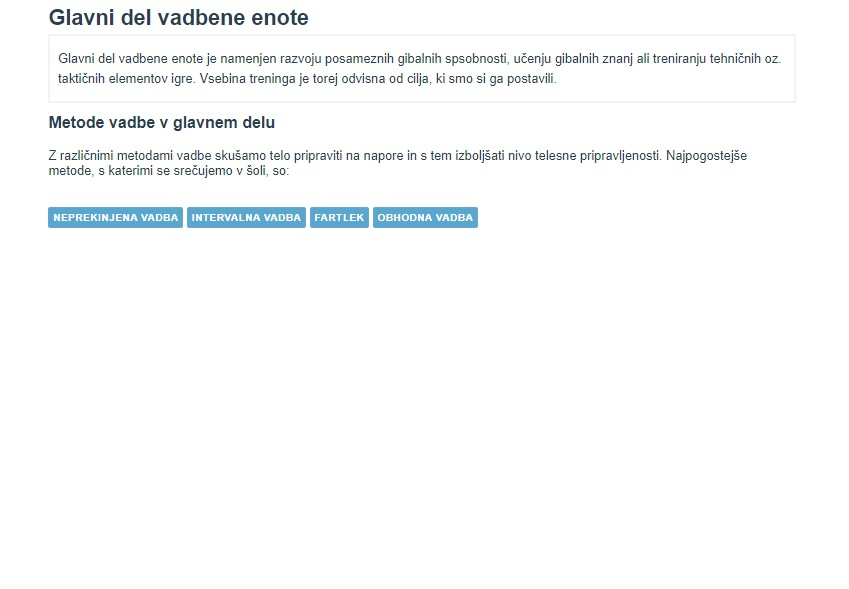 Glavni del vadbene enote
Glavni del vadbene enote je namenjen razvoju posameznih gibalnih spsobnosti, učenju gibalnih znanj ali treniranju tehničnih oz.
taktičnih elementov igre. Vsebina treninga je torej odvisna od cilja, ki smo si ga postavili.
Metode vadbe v glavnem delu
Z različnimi metodami vadbe skušamo telo pripraviti na napore in s tem izboljšati nivo telesne pripravljenosti. Najpogostejše
metode, s katerimi se srečujemo v šoli, so:
NEPREKINJENA VADBA INTERVALNA VADBA FARTLEK OBHODNA VADBA